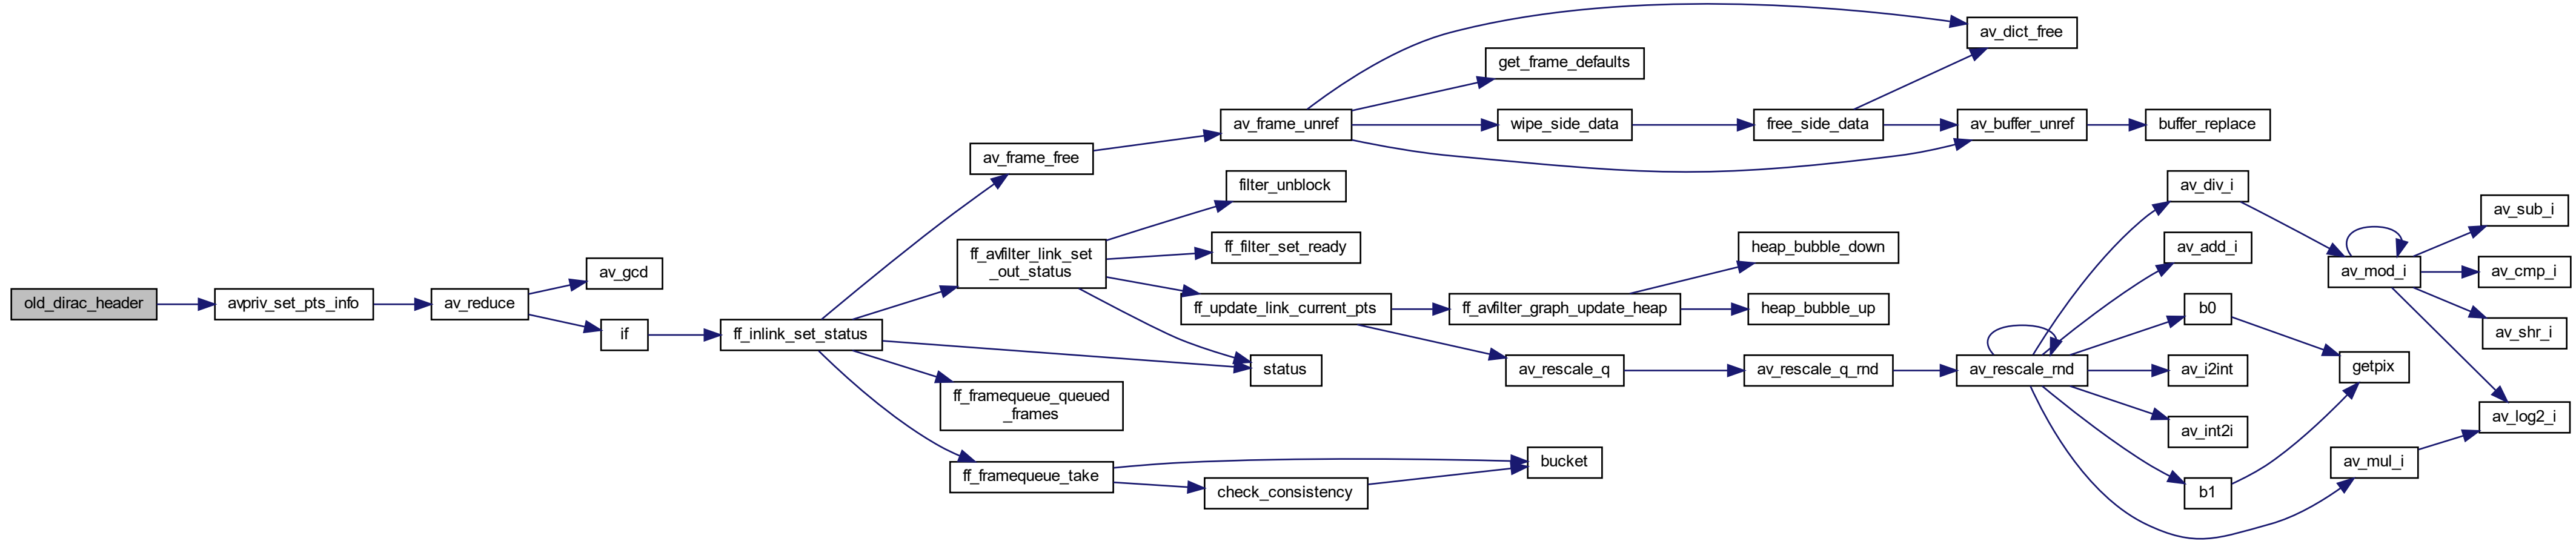 old_dirac_header
avpriv_set_pts_info
av_reduce
av_gcd
if
ff_inlink_set_status
av_frame_free
ff_avfilter_link_set
_out_status
ff_framequeue_queued
_frames
ff_framequeue_take
av_frame_unref
filter_unblock
ff_filter_set_ready
ff_update_link_current_pts
status
check_consistency
get_frame_defaults
wipe_side_data
ff_avfilter_graph_update_heap
av_rescale_q
bucket
free_side_data
heap_bubble_down
heap_bubble_up
av_rescale_q_rnd
av_dict_free
av_buffer_unref
av_rescale_rnd
buffer_replace
av_div_i
av_add_i
b0
av_i2int
av_int2i
b1
av_mod_i
getpix
av_mul_i
av_sub_i
av_cmp_i
av_shr_i
av_log2_i